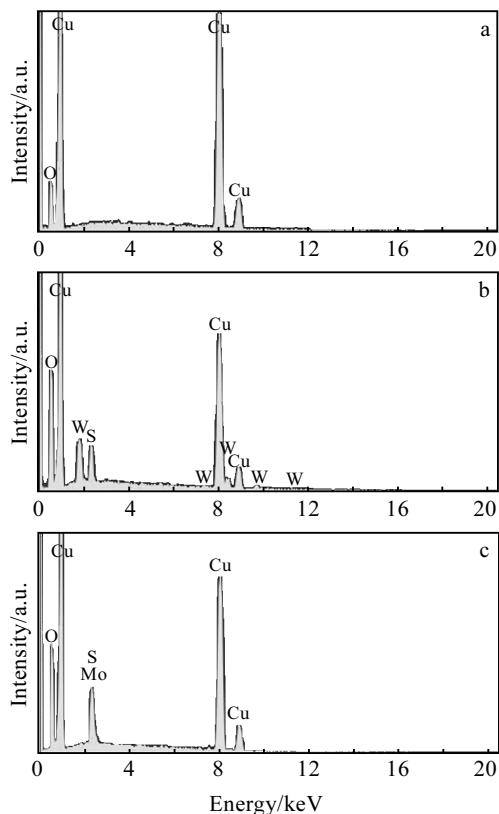 Cu Cu a
Intensity/a.u.
O
Cu
0 4 8 12 16 20
Cu b
Cu
Intensity/a.u.
O
W
S
W
W Cu W W
0 4 8 12 16 20
Cu c
Cu
Intensity/a.u.
O
S
Mo
Cu
0 4 8 12 16 20
Energy/keV